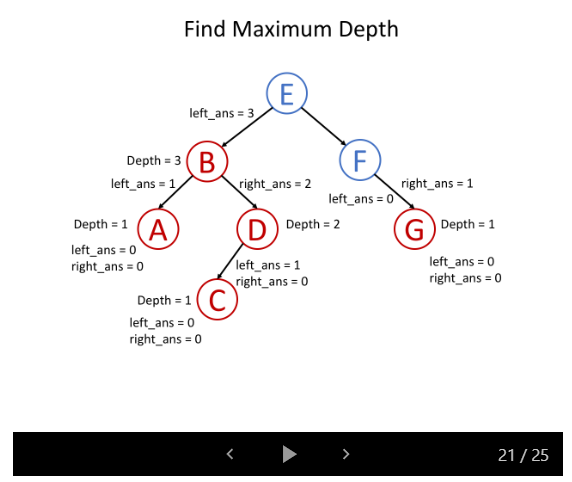 Find Maximum Depth
E
left_ans = 3
Depth = 3
B
F
left_ans = 1
right_ans = 2
right_ans = 1
left_ans = 0
Depth = 1
A
D
Depth = 2
G
Depth = 1
left_ans = 0
right_ans = 0
left_ans = 1
right_ans = 0
left_ans = 0
right_ans = 0
Depth = 1
C
left_ans = 0
right_ans = 0
21 / 25